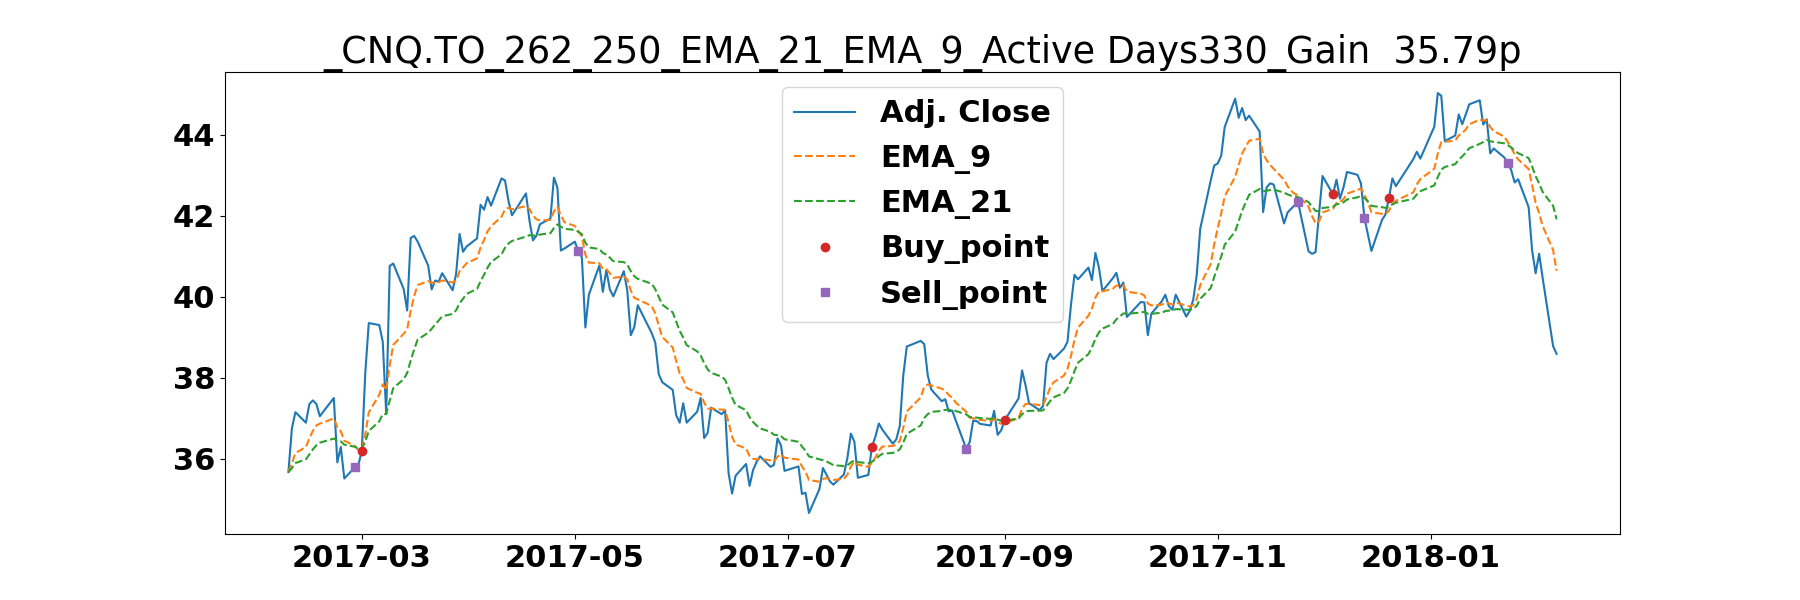 _CNQ.TO_262_250_EMA_21_EMA_9_Active Days330_Gain  35.79p
44
42
40
38
36
Adj. Close
EMA_9
EMA_21
Buy_point
Sell_point
2017-03
2017-05
2017-07
2017-09
2017-11
2018-01